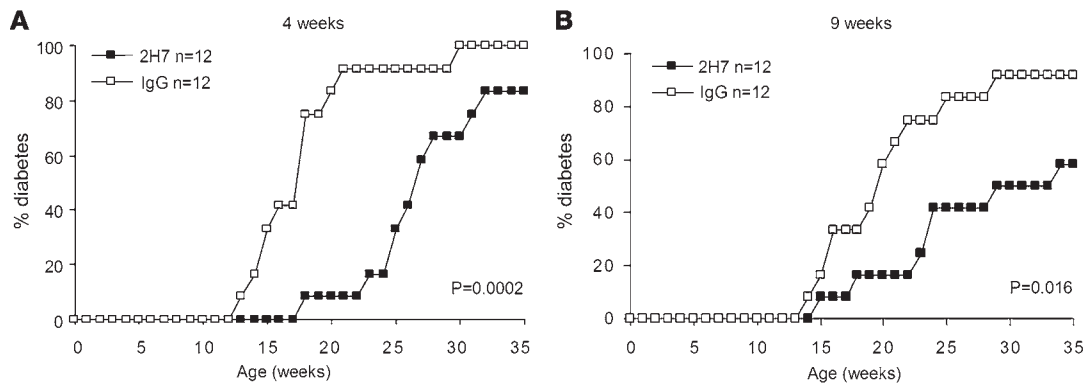 A
4 weeks
2H7 n=12
IgG n=12
% diabetes
100
80
60
40
20
0
P=0.0002
0 5 10 15 20 25 30 35
Age (weeks)
B
9 weeks
2H7 n=12
IgG n=12
% diabetes
100
80
60
40
20
0
P=0.016
0 5 10 15 20 25 30 35
Age (weeks)